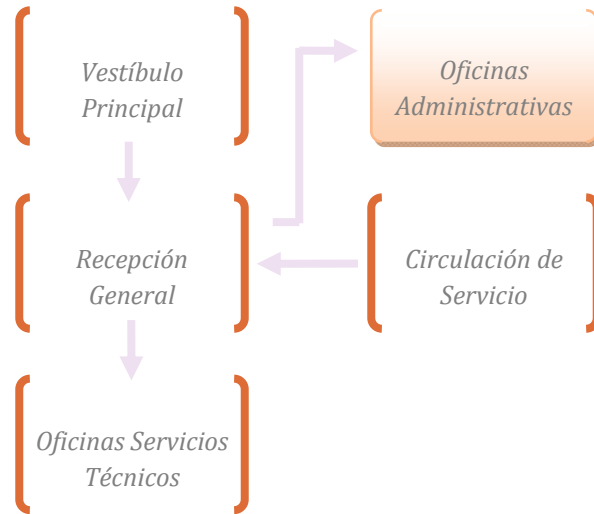 Vestíbulo
Principal
Oficinas
Administrativas
Recepción
General
Circulación de
Servicio
Oficinas Servicios
Técnicos